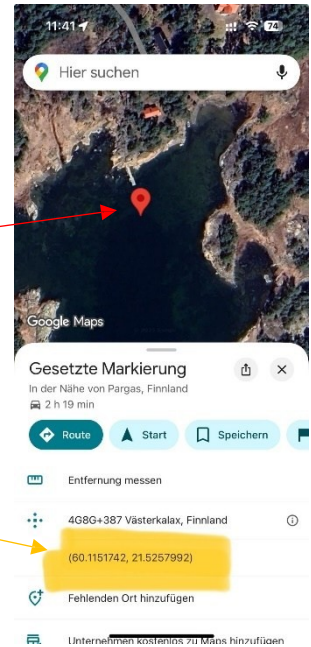 11:41
74
Hier suchen
Google Maps
Gesetzte Markierung
In der Nähe von Pargas, Finnland
2 h 19 min
Route Start Speichern
Entfernung messen
4G8G+387 Västerkalax, Finnland
(60.1151742, 21.5257992)
Fehlenden Ort hinzufügen
Unternehmen kostenlos zu Maps hinzufügen